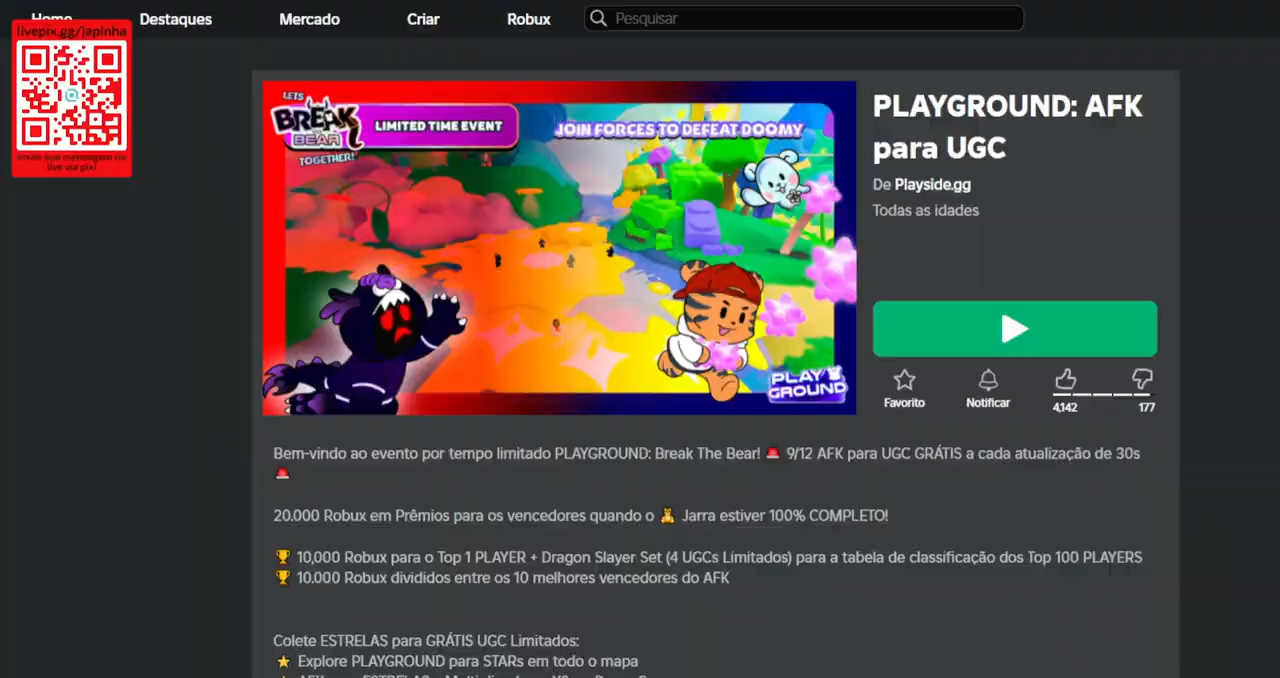 Home Destaques Mercado Criar Robux Pesquisar
livepix.gg/japinha
live via pix!
LETS
BREAK
BEAR
TOGETHER!
LIMITED TIME EVENT
JOIN FORCES TO DEFEAT DOOMY
PLAY
GROUND
PLAYGROUND: AFK
para UGC
De Playside.gg
Todas as idades
Favorito Notificar 4,142 177
Bem-vindo ao evento por tempo limitado PLAYGROUND: Break The Bear! 🚨 9/12 AFK para UGC GRÁTIS a cada atualização de 30s
🚨
20.000 Robux em Prêmios para os vencedores quando o 🧸 Jarra estiver 100% COMPLETO!
🏆 10,000 Robux para o Top 1 PLAYER + Dragon Slayer Set (4 UGCs Limitados) para a tabela de classificação dos Top 100 PLAYERS
🏆 10.000 Robux divididos entre os 10 melhores vencedores do AFK
Colete ESTRELAS para GRÁTIS UGC Limitados:
⭐ Explore PLAYGROUND para STARs em todo o mapa